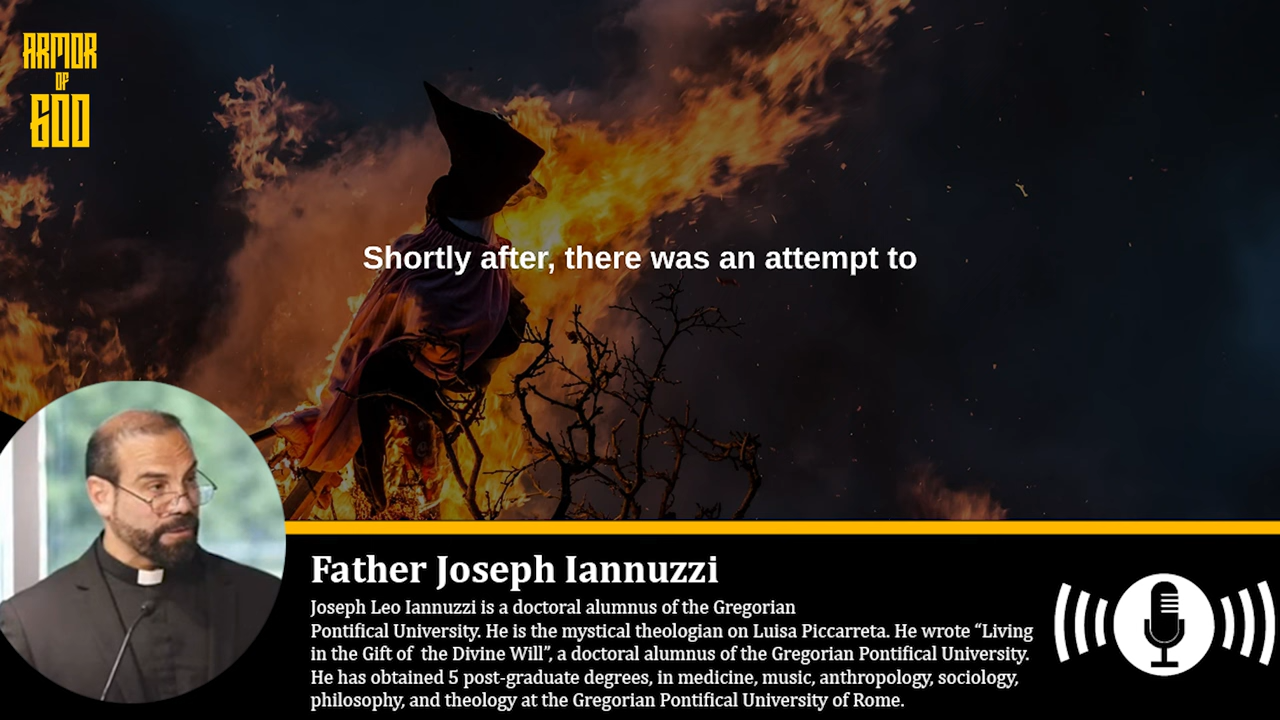 ARMOR
OF
GOD
Shortly after, there was an attempt to
Father Joseph Iannuzzi
Joseph Leo Iannuzzi is a doctoral alumnus of the Gregorian
Pontifical University. He is the mystical theologian on Luisa Piccarreta. He wrote “Living
in the Gift of the Divine Will”, a doctoral alumnus of the Gregorian Pontifical University.
He has obtained 5 post-graduate degrees, in medicine, music, anthropology, sociology,
philosophy, and theology at the Gregorian Pontifical University of Rome.